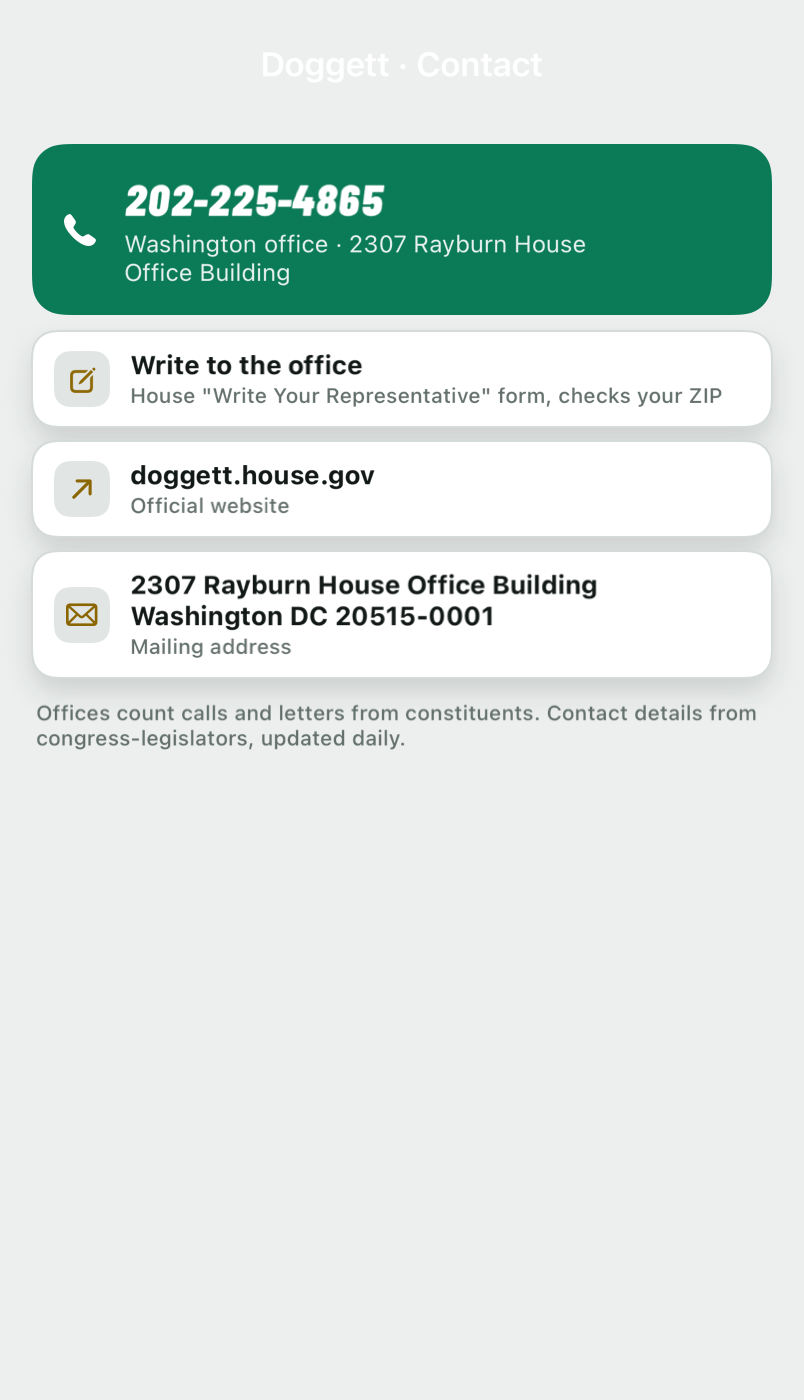 Doggett · Contact
202-225-4865
Washington office · 2307 Rayburn House
Office Building
Write to the office
House "Write Your Representative" form, checks your ZIP
doggett.house.gov
Official website
2307 Rayburn House Office Building
Washington DC 20515-0001
Mailing address
Offices count calls and letters from constituents. Contact details from
congress-legislators, updated daily.